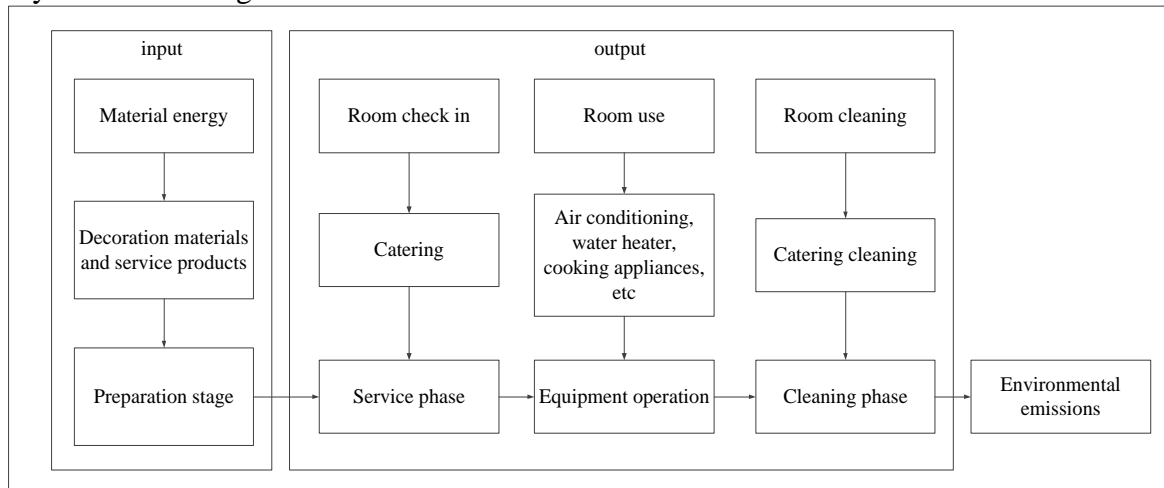 input
output
Material energy
Room check in
Room use
Room cleaning
Decoration materials
and service products
Catering
Air conditioning,
water heater,
cooking appliances,
etc
Catering cleaning
Preparation stage
Service phase
Equipment operation
Cleaning phase
Environmental
emissions